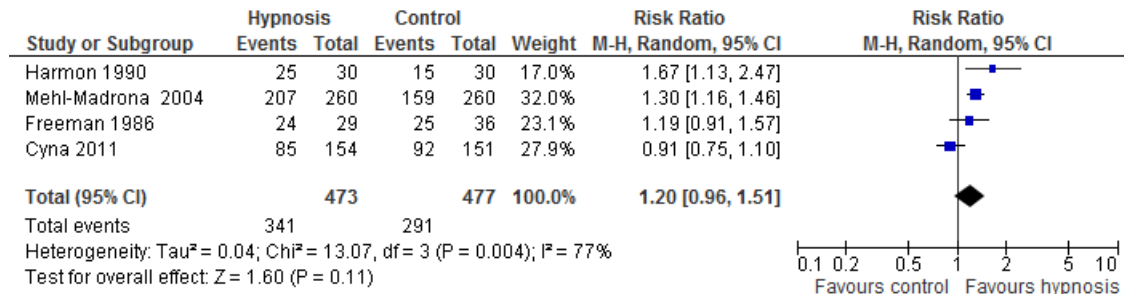 Hypnosis Control Risk Ratio Risk Ratio
Study or Subgroup Events Total Events Total Weight M-H, Random, 95% CI M-H, Random, 95% CI
Harmon 1990 25 30 15 30 17.0% 1.67 [1.13, 2.47]
Mehl-Madrona 2004 207 260 159 260 32.0% 1.30 [1.16, 1.46]
Freeman 1986 24 29 25 36 23.1% 1.19 [0.91, 1.57]
Cyna 2011 85 154 92 151 27.9% 0.91 [0.75, 1.10]
Total (95% CI) 473 477 100.0% 1.20 [0.96, 1.51]
Total events 341 291
Heterogeneity: Tau² = 0.04; Chi² = 13.07, df = 3 (P = 0.004); I² = 77%
Test for overall effect: Z = 1.60 (P = 0.11)
0.1 0.2 0.5 1 2 5 10
Favours control Favours hypnosis